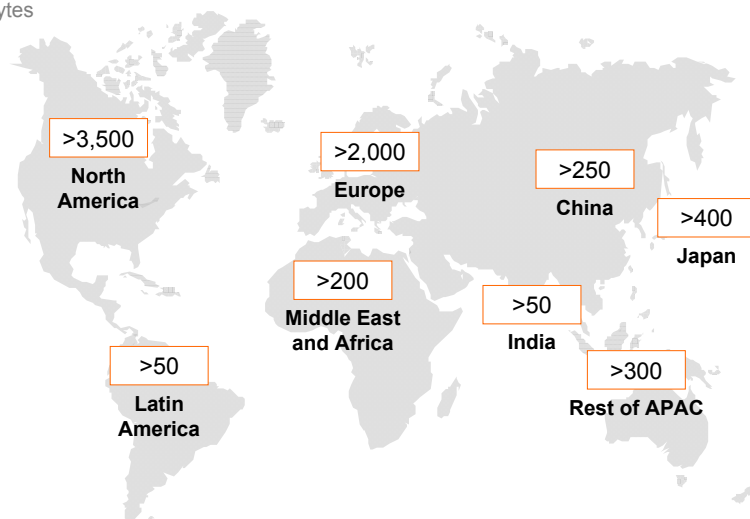 >3,500
North
America
>2,000
Europe
>250
China
>400
Japan
>200
Middle East
and Africa
>50
India
>300
Rest of APAC
>50
Latin
America